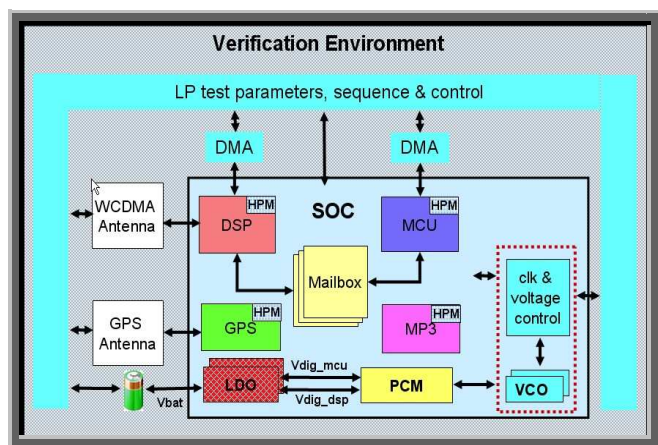 Verification Environment
LP test parameters, sequence & control
DMA
DMA
WCDMA
Antenna
HPM
DSP
SOC
HPM
MCU
Mailbox
clk &
voltage
control
GPS
Antenna
HPM
GPS
HPM
MP3
Vbat
LDO
Vdig_mcu
Vdig_dsp
PCM
VCO